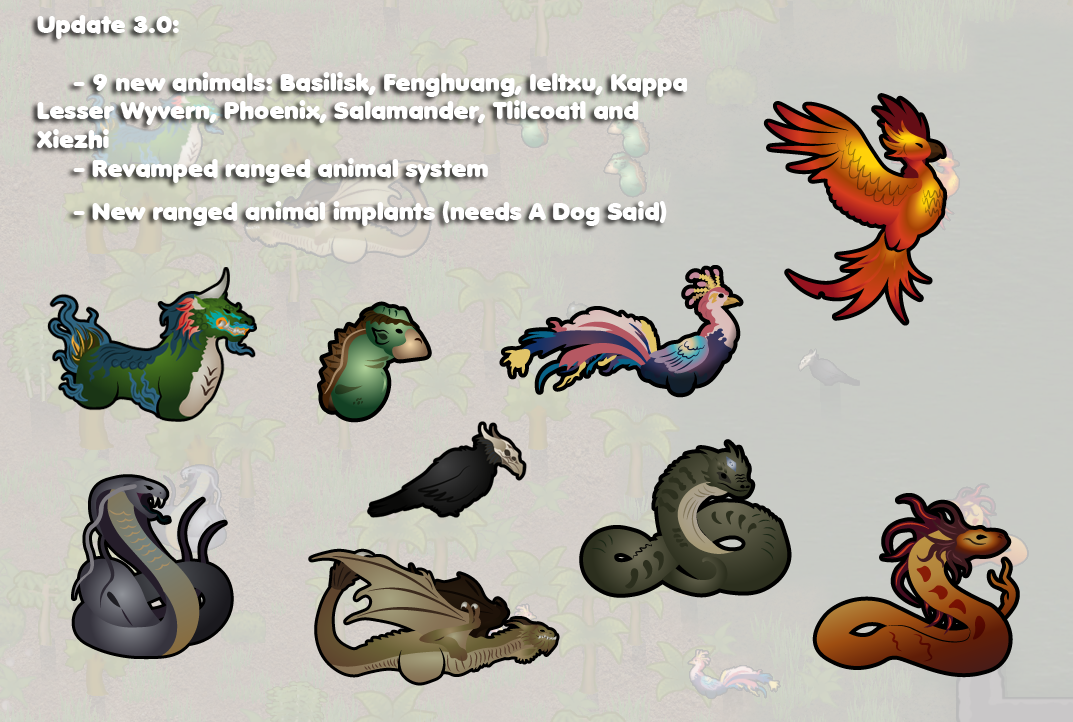 Update 3.0:
- 9 new animals: Basilisk, Fenghuang, Ieltxu, Kappa
Lesser Wyvern, Phoenix, Salamander, Tlilcoatl and
Xiezhi
- Revamped ranged animal system
- New ranged animal implants (needs A Dog Said)